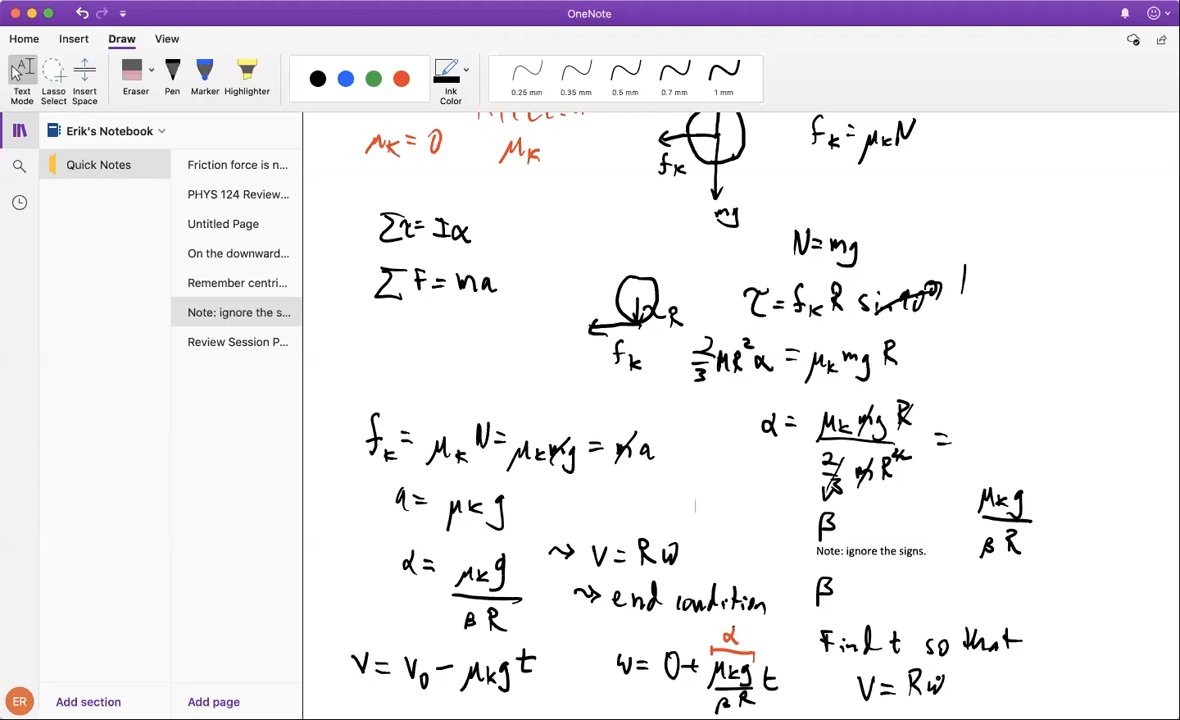 OneNote
Home Insert Draw View
Text Mode
Lasso Select
Insert Space
Eraser
Pen
Marker
Highlighter
0.25 mm
0.35 mm
0.5 mm
0.7 mm
1 mm
Ink Color
Erik's Notebook
Quick Notes
Friction force is n...
PHYS 124 Review...
Untitled Page
On the downward...
Remember centri...
Note: ignore the s...
Review Session P...
ER
Add section
Add page
μk = 0
μk
fk
mg
fk = μk N
Στ = Iα
ΣF = ma
N = mg
R
fk
τ = fk R sin 90° 1
2/3 MR² α = μk mg R
fk = μk N = μk mg = ma
α = μk mg R / 2/3 m R² =
a = μk g
β
μk g / β R
Note: ignore the signs.
α = μk g / β R
~> V = Rω
~> end condition
β
Find t so that
V = Rω
V = V0 - μk g t
α
ω = 0 + μk g / β R t